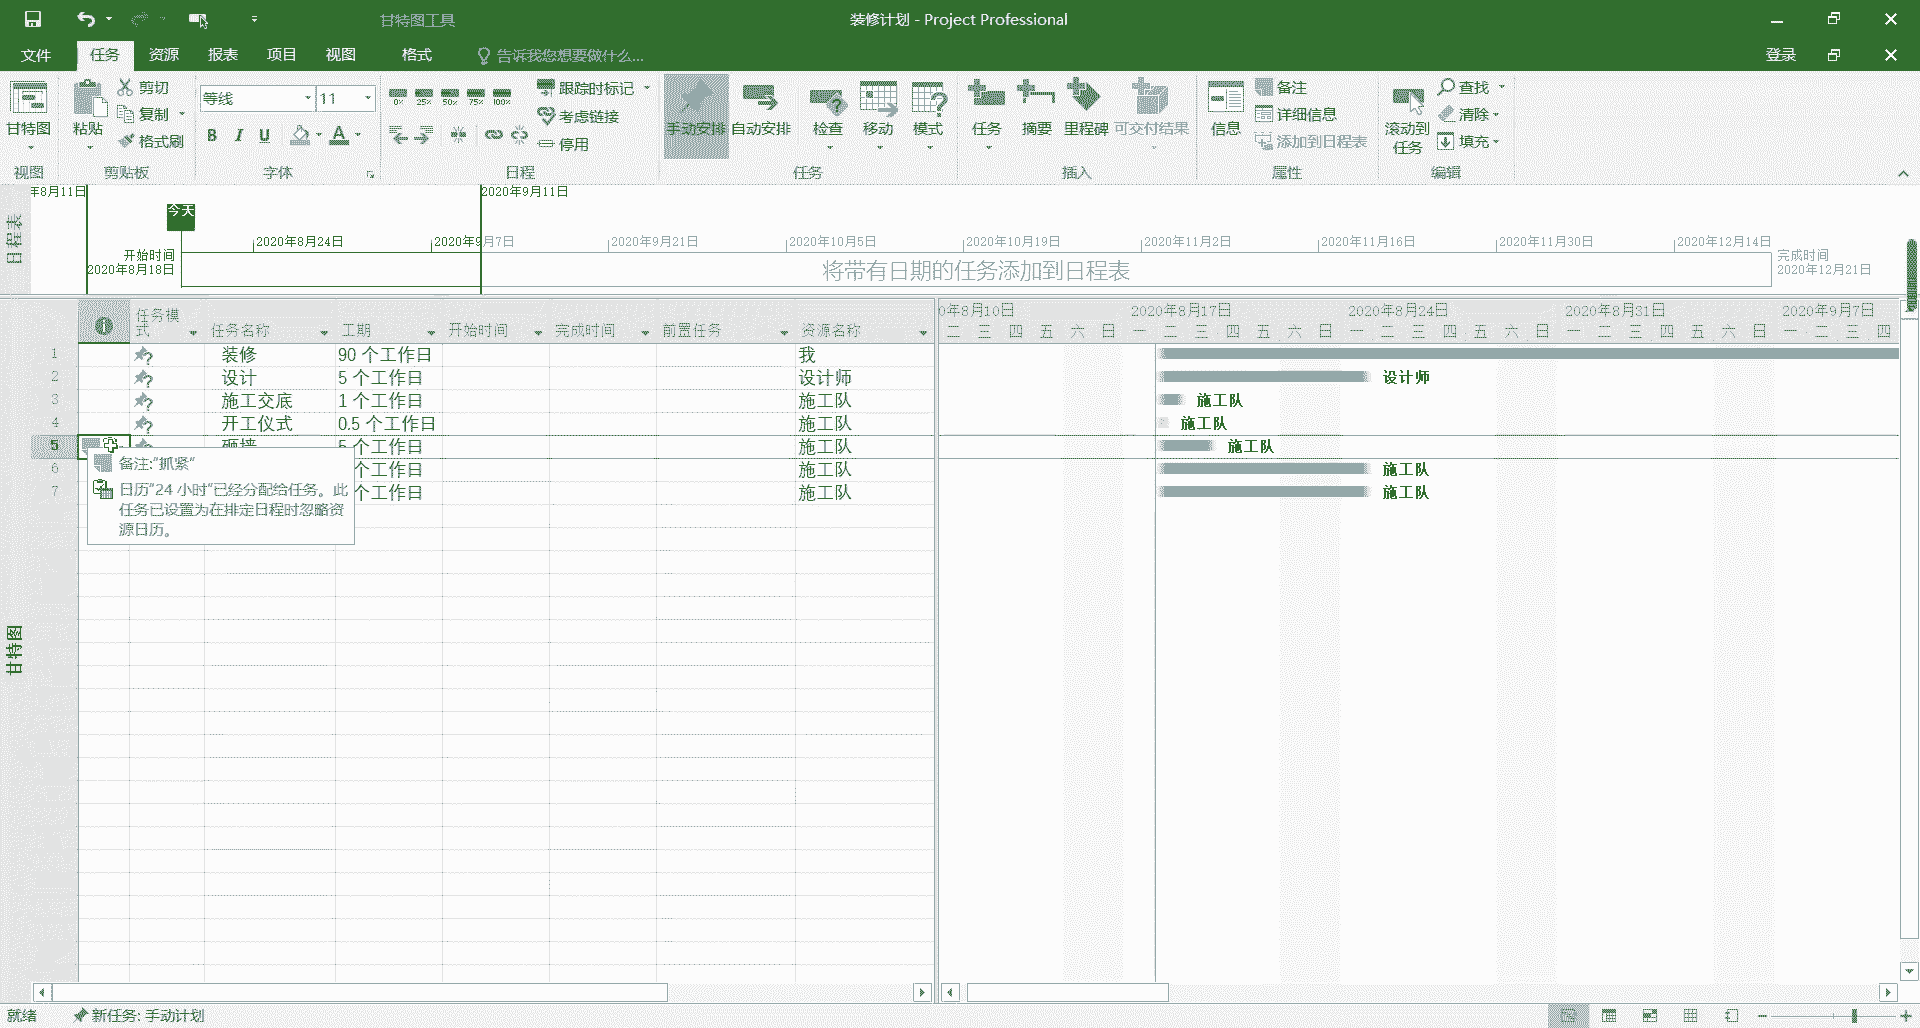 甘特图工具
装修计划 - Project Professional
文件 任务 资源 报表 项目 视图 格式 告诉我您想要做什么... 登录
甘特图
视图
粘贴
剪切
复制
格式刷
剪贴板
等线 11
B I U A
字体
0% 25% 50% 75% 100%
跟踪时标记
考虑链接
停用
日程
手动安排 自动安排 检查 移动 模式
任务
任务 摘要 里程碑 可交付结果
插入
信息
备注
详细信息
添加到日程表
属性
滚动到
任务
查找
清除
填充
编辑
日程表
年8月11日 2020年9月11日
今天
2020年8月24日 2020年9月7日 2020年9月21日 2020年10月5日 2020年10月19日 2020年11月2日 2020年11月16日 2020年11月30日 2020年12月14日
开始时间
2020年8月18日
将带有日期的任务添加到日程表
完成时间
2020年12月21日
甘特图
任务模式 任务名称 工期 开始时间 完成时间 前置任务 资源名称
0年8月10日 2020年8月17日 2020年8月24日 2020年8月31日 2020年9月7日
二 三 四 五 六 日 一 二 三 四 五 六 日 一 二 三 四 五 六 日 一 二 三 四 五 六 日 一 二 三 四
1 装修 90 个工作日 我
2 设计 5 个工作日 设计师 设计师
3 施工交底 1 个工作日 施工队 施工队
4 开工仪式 0.5 个工作日 施工队 施工队
5 砸墙 5 个工作日 施工队 施工队
6 个工作日 施工队 施工队
7 个工作日 施工队 施工队
备注:"抓紧"
日历"24 小时"已经分配给任务。此
任务已设置为在排定日程时忽略资
源日历。
就绪 新任务: 手动计划